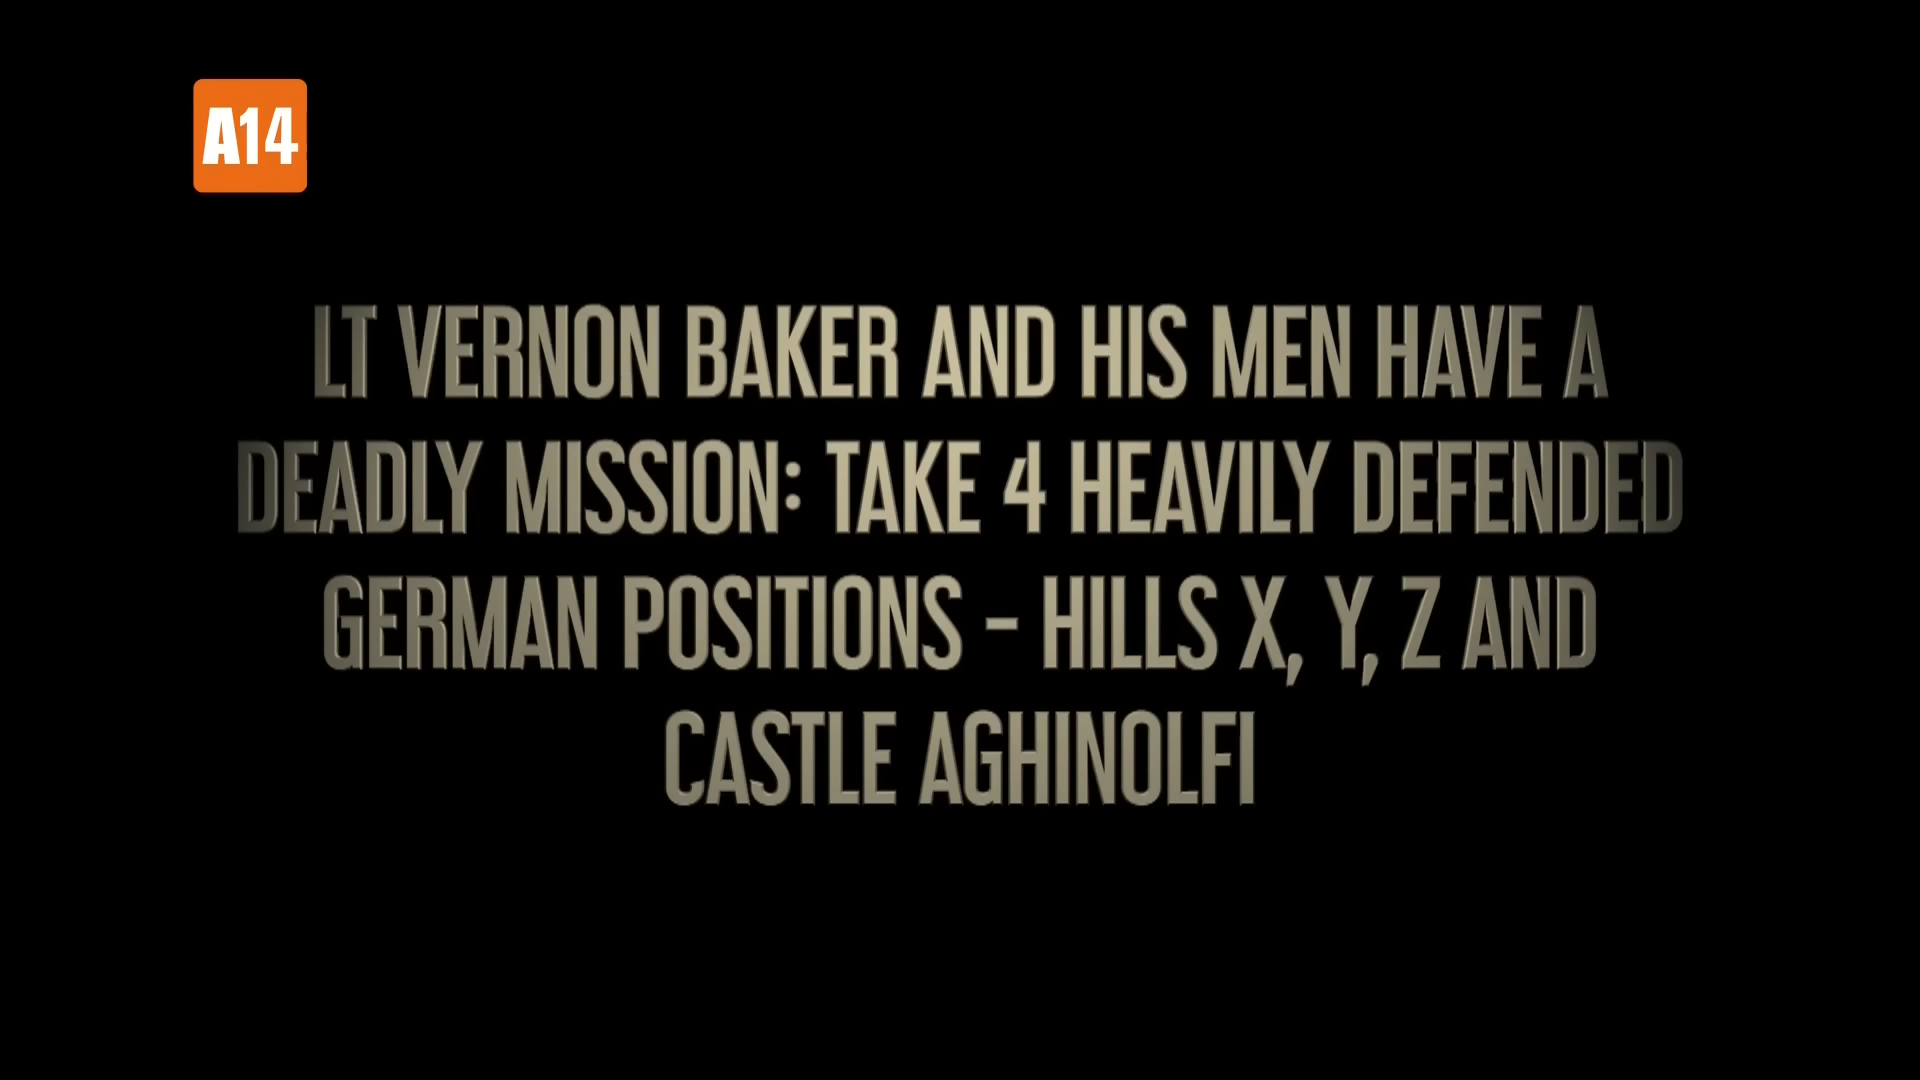 A14
LT VERNON BAKER AND HIS MEN HAVE A
DEADLY MISSION: TAKE 4 HEAVILY DEFENDED
GERMAN POSITIONS - HILLS X, Y, Z AND
CASTLE AGHINOLFI